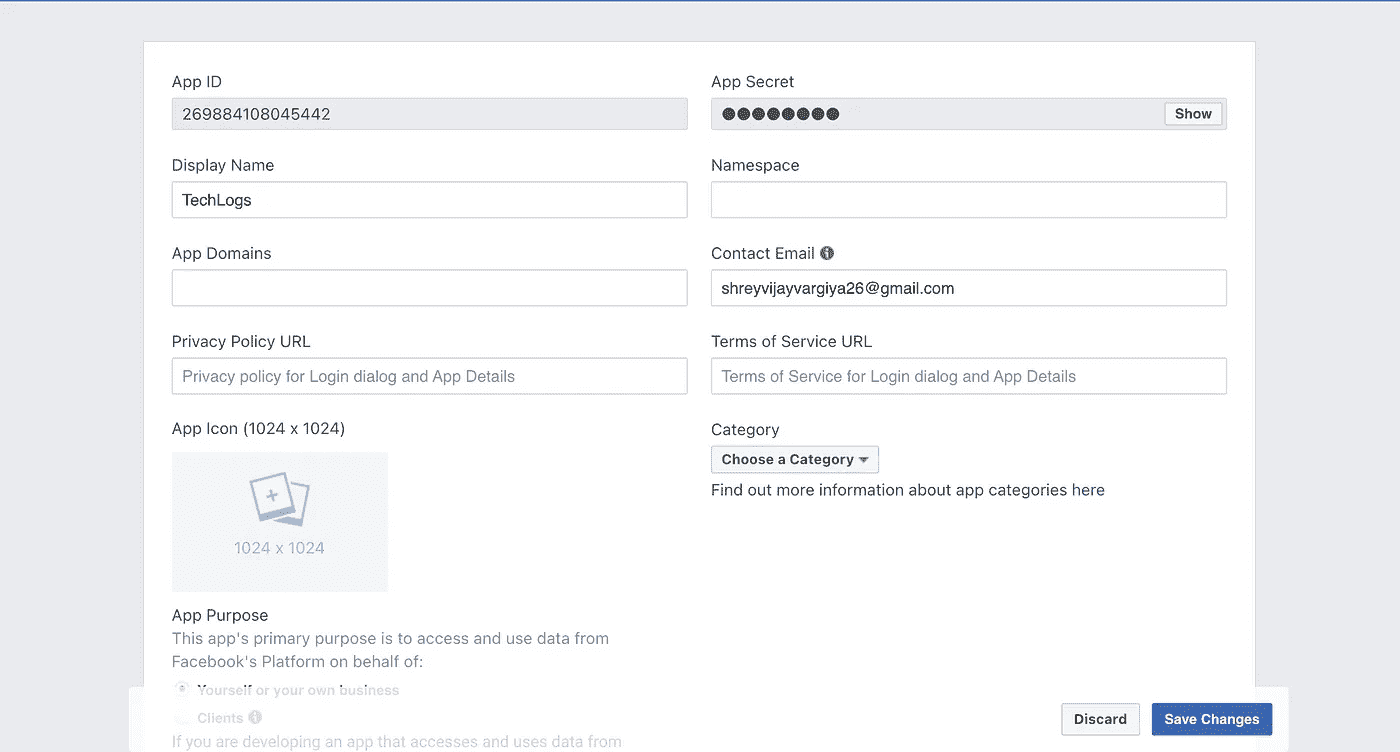 App ID
App Secret
269884108045442
Show
Display Name
Namespace
TechLogs
App Domains
Contact Email
shreyvijayvargiya26@gmail.com
Privacy Policy URL
Terms of Service URL
Privacy policy for Login dialog and App Details
Terms of Service for Login dialog and App Details
App Icon (1024 x 1024)
Category
Choose a Category
Find out more information about app categories here
1024 x 1024
App Purpose
This app's primary purpose is to access and use data from
Facebook's Platform on behalf of:
Yourself or your own business
Clients
If you are developing an app that accesses and uses data from
Discard
Save Changes